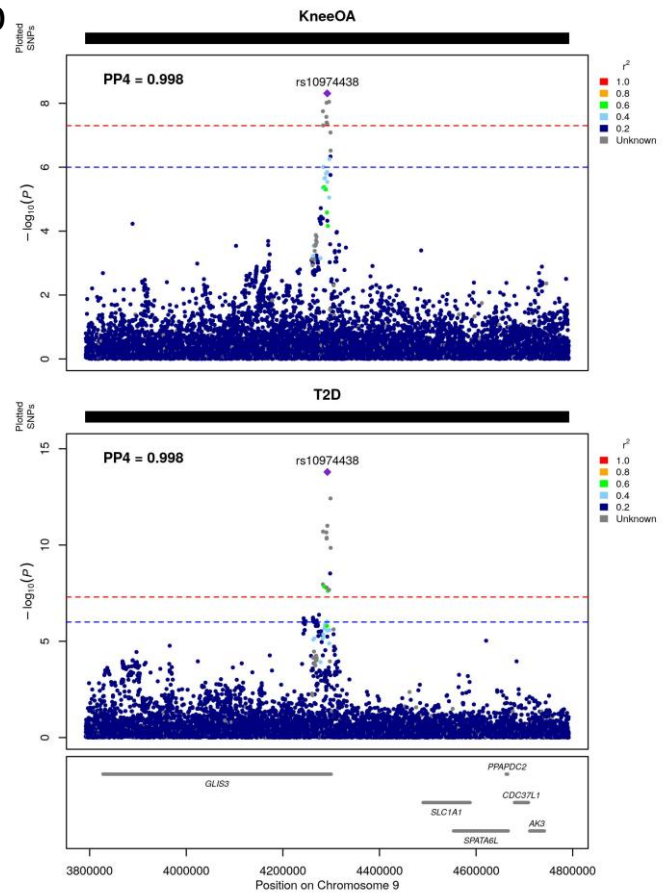 KneeOA
Plotted
SNPs
PP4 = 0.998
rs10974438
r2
1.0
0.8
0.6
0.4
0.2
Unknown
8
6
4
2
0
− log10(P)
T2D
Plotted
SNPs
PP4 = 0.998
rs10974438
r2
1.0
0.8
0.6
0.4
0.2
Unknown
15
10
5
0
− log10(P)
PPAPDC2
GLIS3
CDC37L1
SLC1A1
AK3
SPATA6L
3800000 4000000 4200000 4400000 4600000 4800000
Position on Chromosome 9